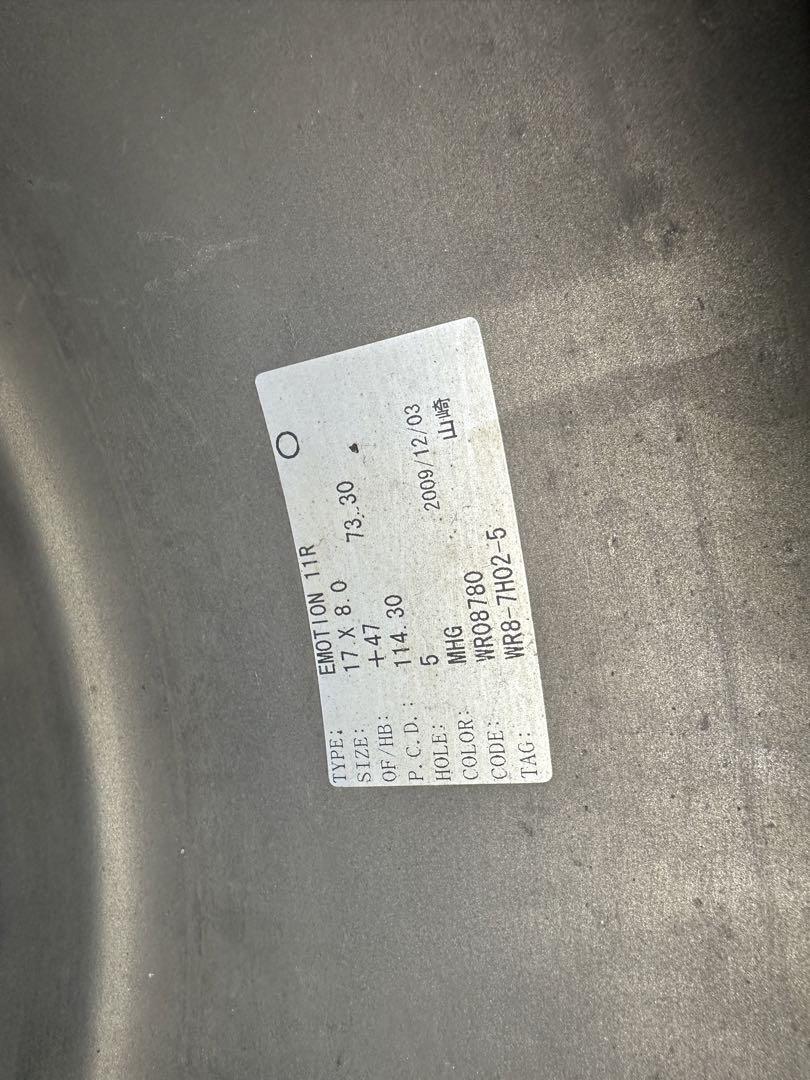 TYPE: EMOTION 11R
SIZE: 17 X 8.0
OF/HB: +47 73.30
P.C.D.: 114.30
HOLE: 5 2009/12/03
COLOR: MHG 山崎
CODE: WRO8780
TAG: WR8-7H02-5